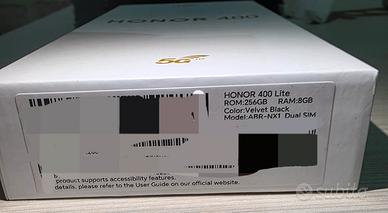 HONOR 400
5G
HONOR 400 Lite
ROM:256GB RAM:8GB
Color:Velvet Black
Model:ABR-NX1 Dual SIM
product supports accessibility features.
details, please refer to the User Guide on our official website.
subito